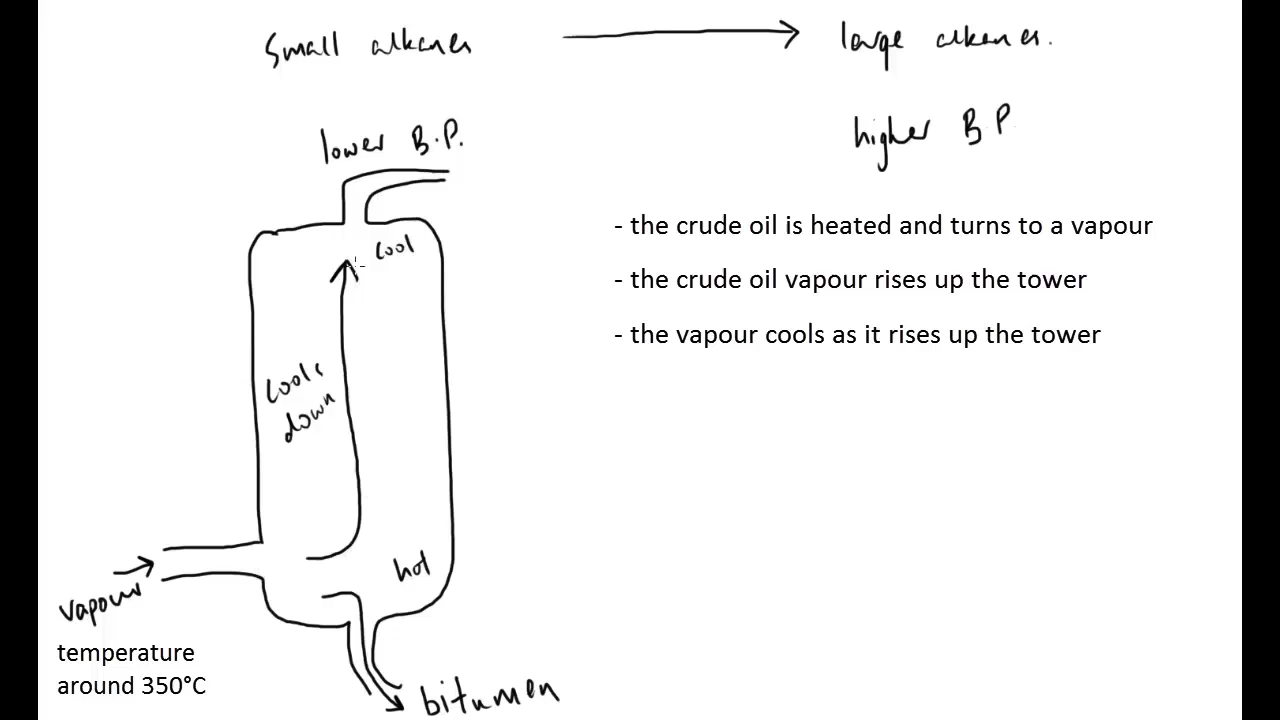 small alkanes
large alkanes.
lower B.P.
higher B P
- the crude oil is heated and turns to a vapour
cool
- the crude oil vapour rises up the tower
- the vapour cools as it rises up the tower
cools
down
hot
vapour
temperature
around 350°C
bitumen